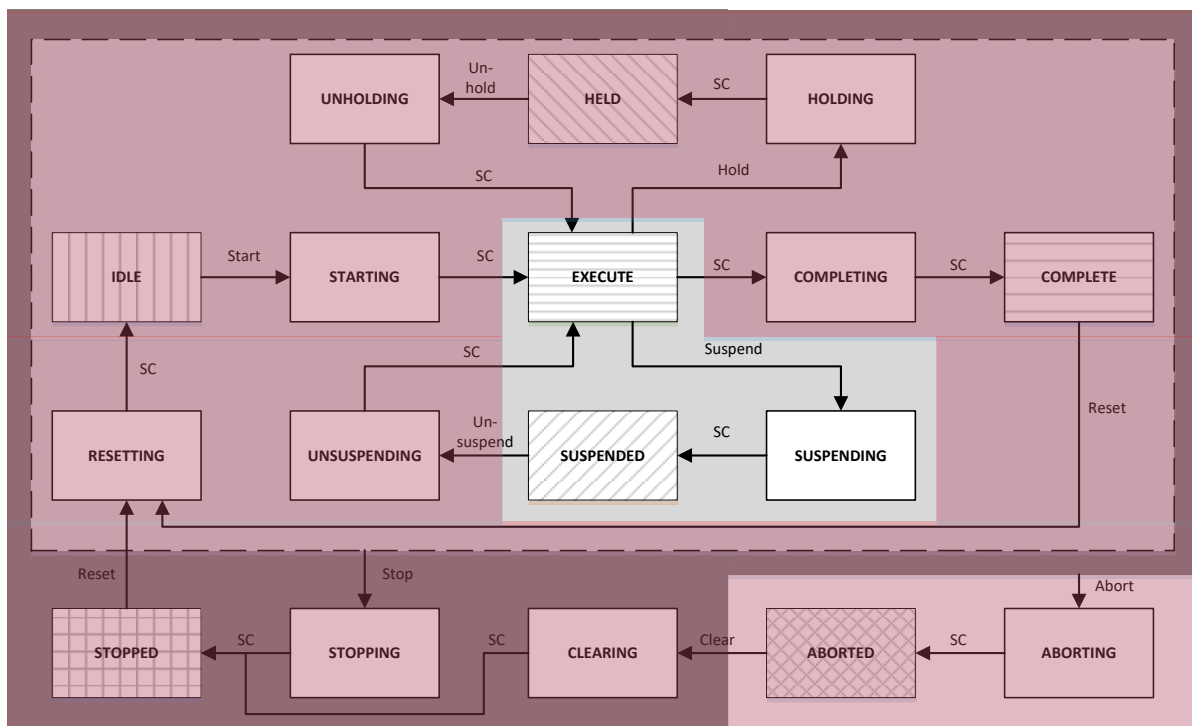 Un-
hold
SC
UNHOLDING
HELD
HOLDING
SC
Hold
Start
SC
SC
SC
IDLE
STARTING
EXECUTE
COMPLETING
COMPLETE
SC
SC
Suspend
Reset
Un-
suspend
SC
RESETTING
UNSUSPENDING
SUSPENDED
SUSPENDING
Reset
Stop
Abort
SC
SC
Clear
SC
STOPPED
STOPPING
CLEARING
ABORTED
ABORTING